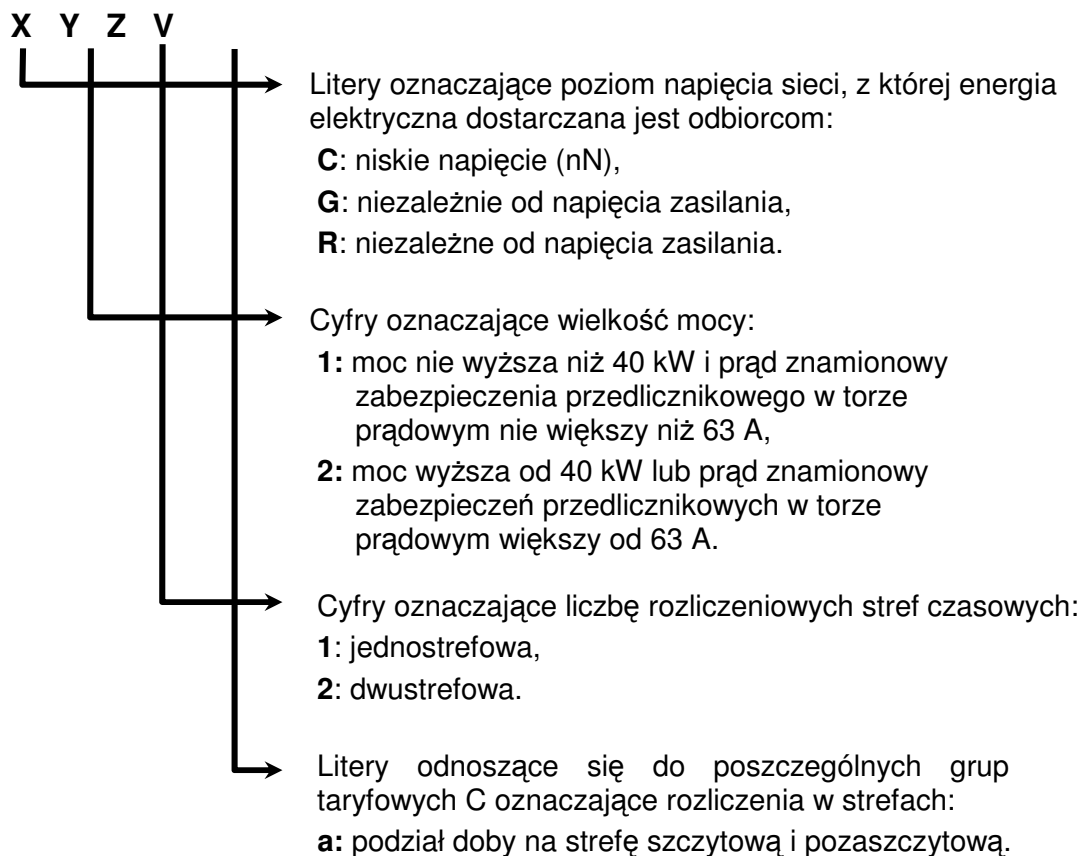 X Y Z V
Litery oznaczające poziom napięcia sieci, z której energia
elektryczna dostarczana jest odbiorcom:
C: niskie napięcie (nN),
G: niezależnie od napięcia zasilania,
R: niezależne od napięcia zasilania.
Cyfry oznaczające wielkość mocy:
1: moc nie wyższa niż 40 kW i prąd znamionowy
zabezpieczenia przedlicznikowego w torze
prądowym nie większy niż 63 A,
2: moc wyższa od 40 kW lub prąd znamionowy
zabezpieczeń przedlicznikowych w torze
prądowym większy od 63 A.
Cyfry oznaczające liczbę rozliczeniowych stref czasowych:
1: jednostrefowa,
2: dwustrefowa.
Litery odnoszące się do poszczególnych grup
taryfowych C oznaczające rozliczenia w strefach:
a: podział doby na strefę szczytową i pozaszczytową.